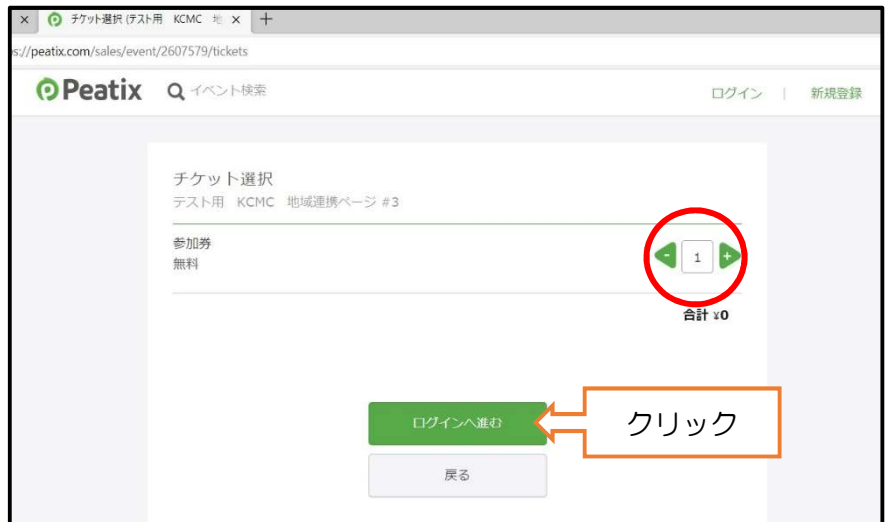 チケット選択 (テスト用 KCMC 地
s://peatix.com/sales/event/2607579/tickets
Peatix イベント検索 ログイン | 新規登録
チケット選択
テスト用 KCMC 地域連携ページ #3
参加券
無料
- 1 +
合計 ¥0
ログインへ進む
クリック
戻る